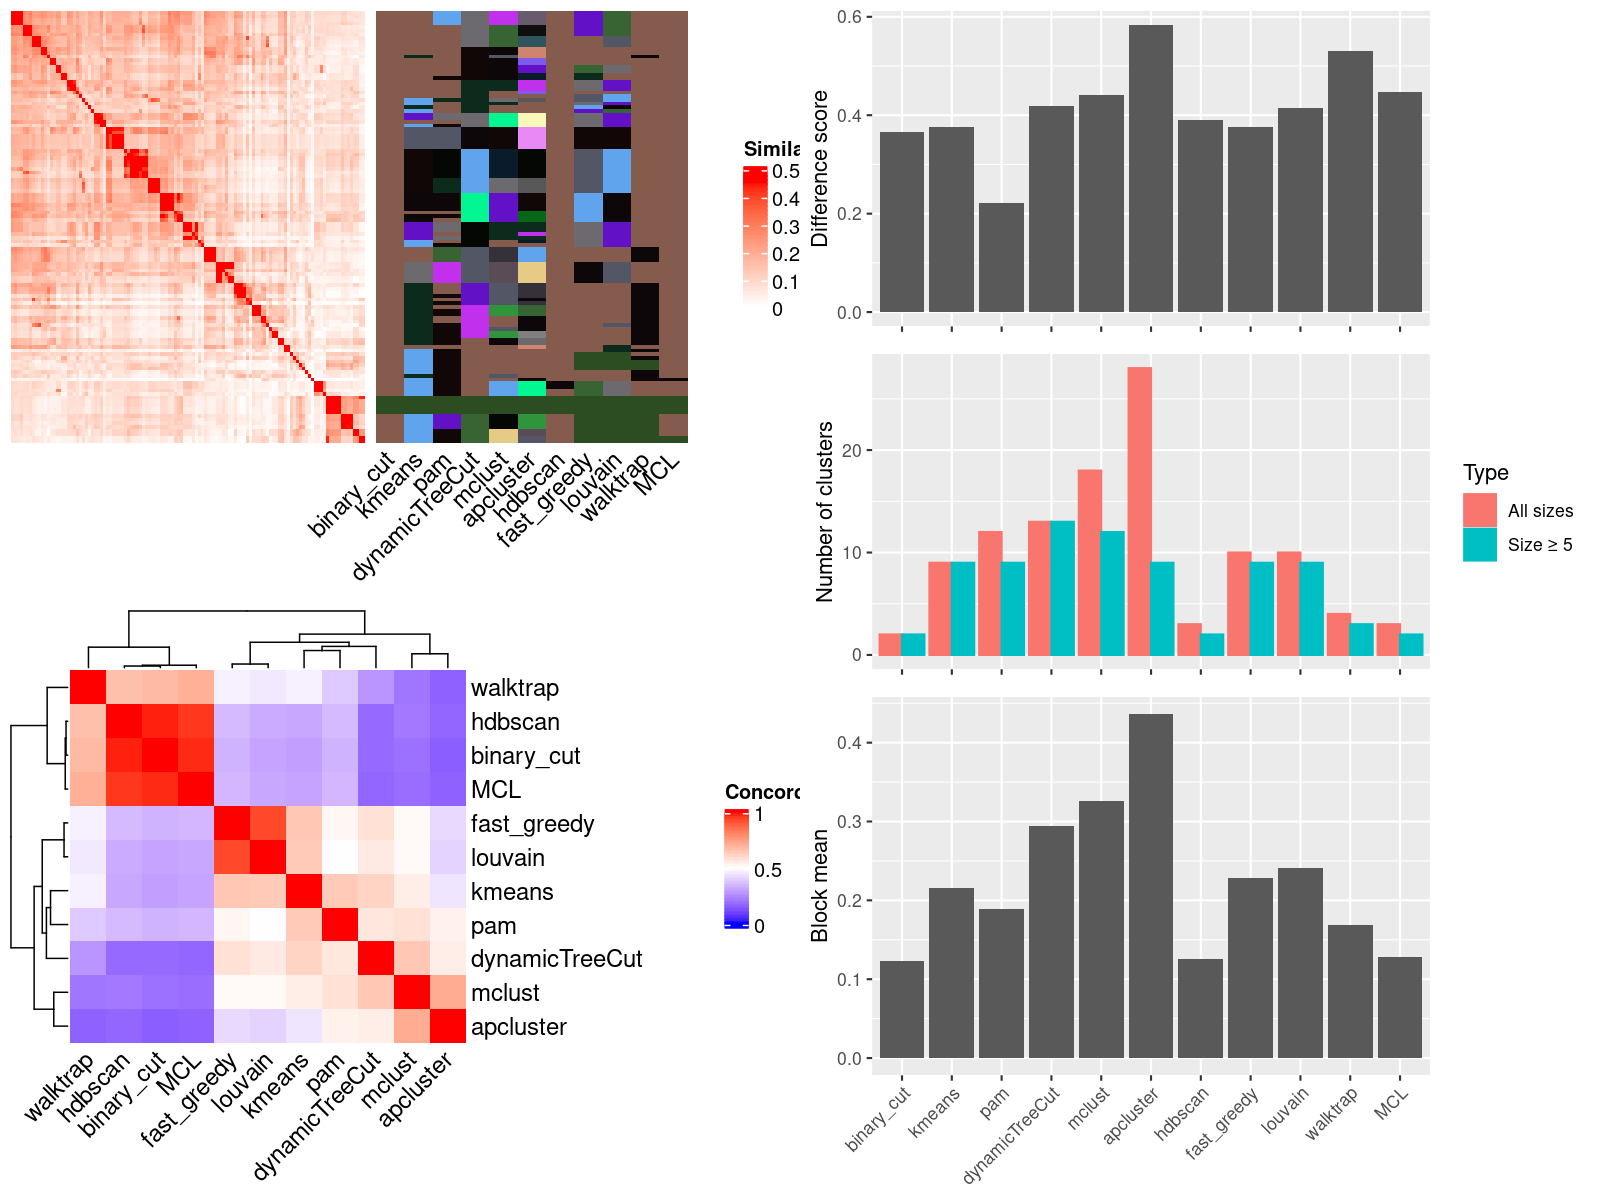 Simila
0.5
0.4
0.3
0.2
0.1
0
binary_cut
kmeans
pam
dynamicTreeCut
mclust
apcluster
hdbscan
fast_greedy
louvain
walktrap
MCL
walktrap
hdbscan
binary_cut
MCL
fast_greedy
louvain
kmeans
pam
dynamicTreeCut
mclust
apcluster
walktrap
hdbscan
binary_cut
MCL
fast_greedy
louvain
kmeans
pam
dynamicTreeCut
mclust
apcluster
Concord
1
0.5
0
Difference score
0.6
0.4
0.2
0.0
Number of clusters
20
10
0
Type
All sizes
Size ≥ 5
Block mean
0.4
0.3
0.2
0.1
0.0
binary_cut
kmeans
pam
dynamicTreeCut
mclust
apcluster
hdbscan
fast_greedy
louvain
walktrap
MCL